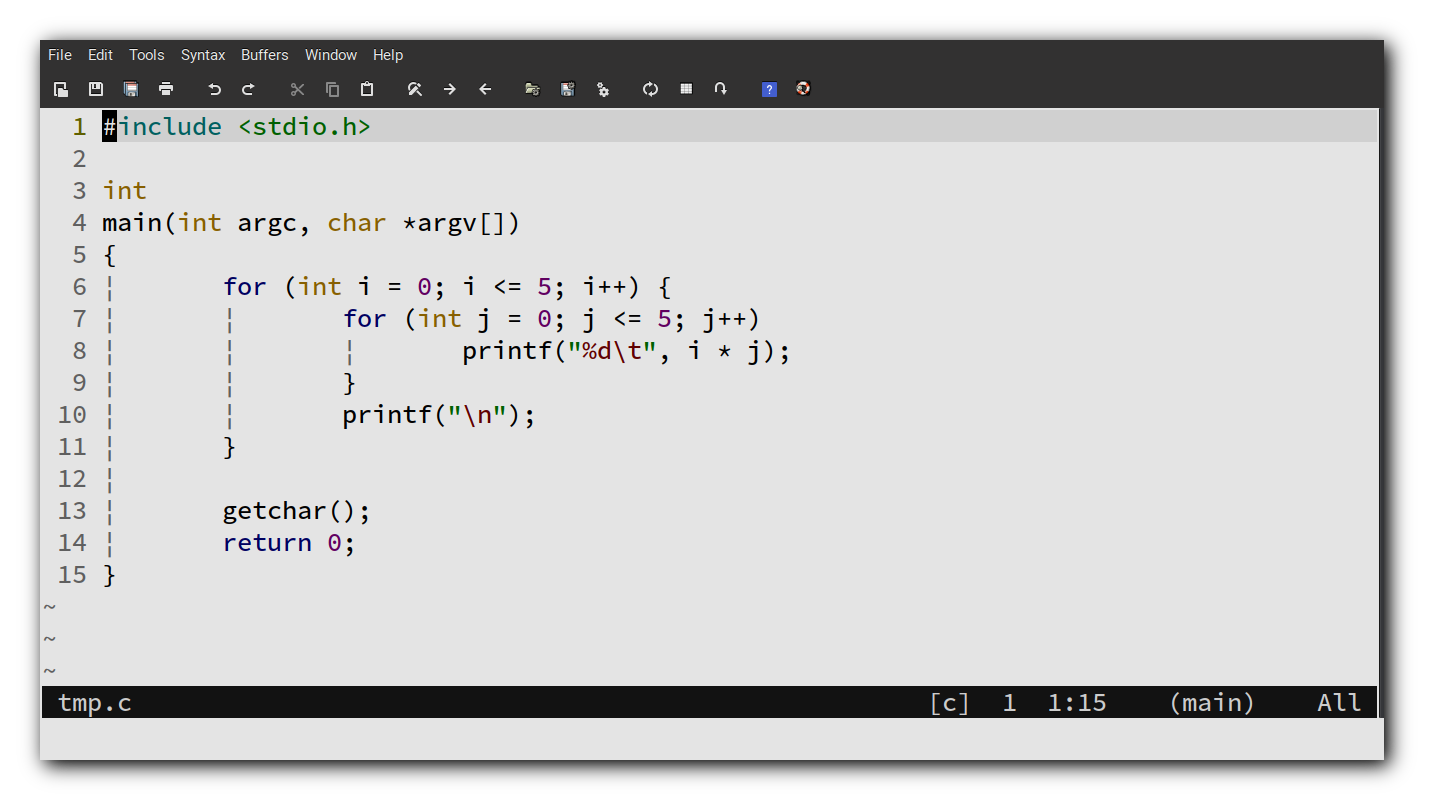 File Edit Tools Syntax Buffers Window Help
?
1 #include <stdio.h>
2
3 int
4 main(int argc, char *argv[])
5 {
6 ¦       for (int i = 0; i <= 5; i++) {
7 ¦       ¦       for (int j = 0; j <= 5; j++)
8 ¦       ¦       ¦       printf("%d\t", i * j);
9 ¦       ¦       }
10 ¦       ¦       printf("\n");
11 ¦       }
12 ¦
13 ¦       getchar();
14 ¦       return 0;
15 }
~
~
~
tmp.c [c] 1 1:15 (main) All